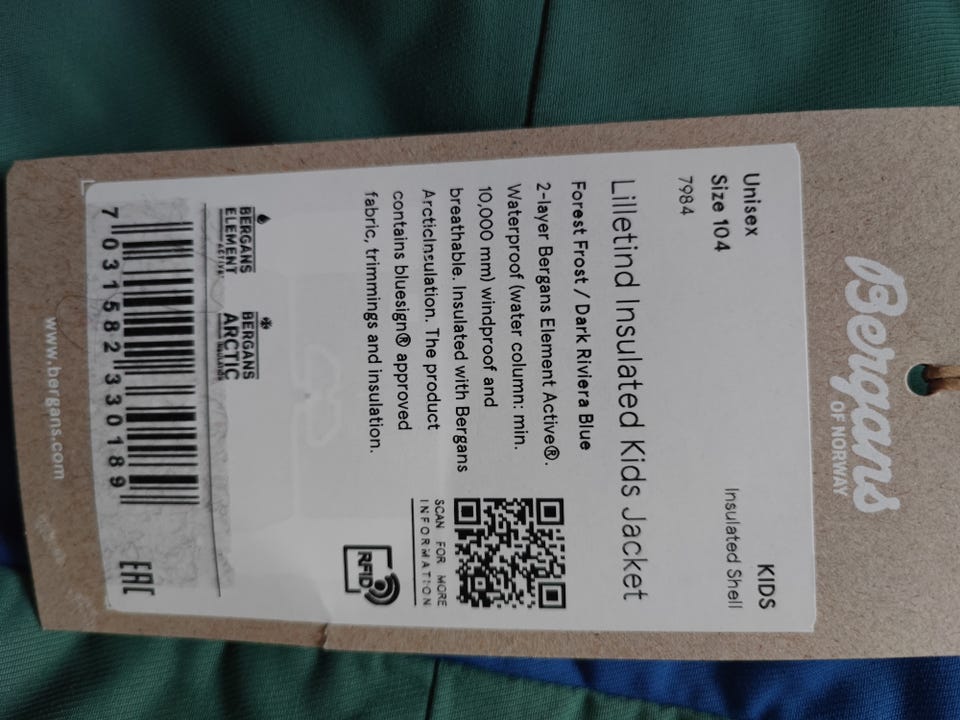 Bergans
OF NORWAY
Unisex
Size 104
7984
KIDS
Insulated Shell
Lilletind Insulated Kids Jacket
Forest Frost / Dark Riviera Blue
2-layer Bergans Element Active®.
Waterproof (water column: min.
10,000 mm) windproof and
breathable. Insulated with Bergans
ArcticInsulation. The product
contains bluesign® approved
fabric, trimmings and insulation.
SCAN FOR MORE
INFORMATION
RFID
BERGANS
ELEMENT
ACTIVE
BERGANS
ARCTIC
INSULATION
7 031582 330189
EAC
www.bergans.com